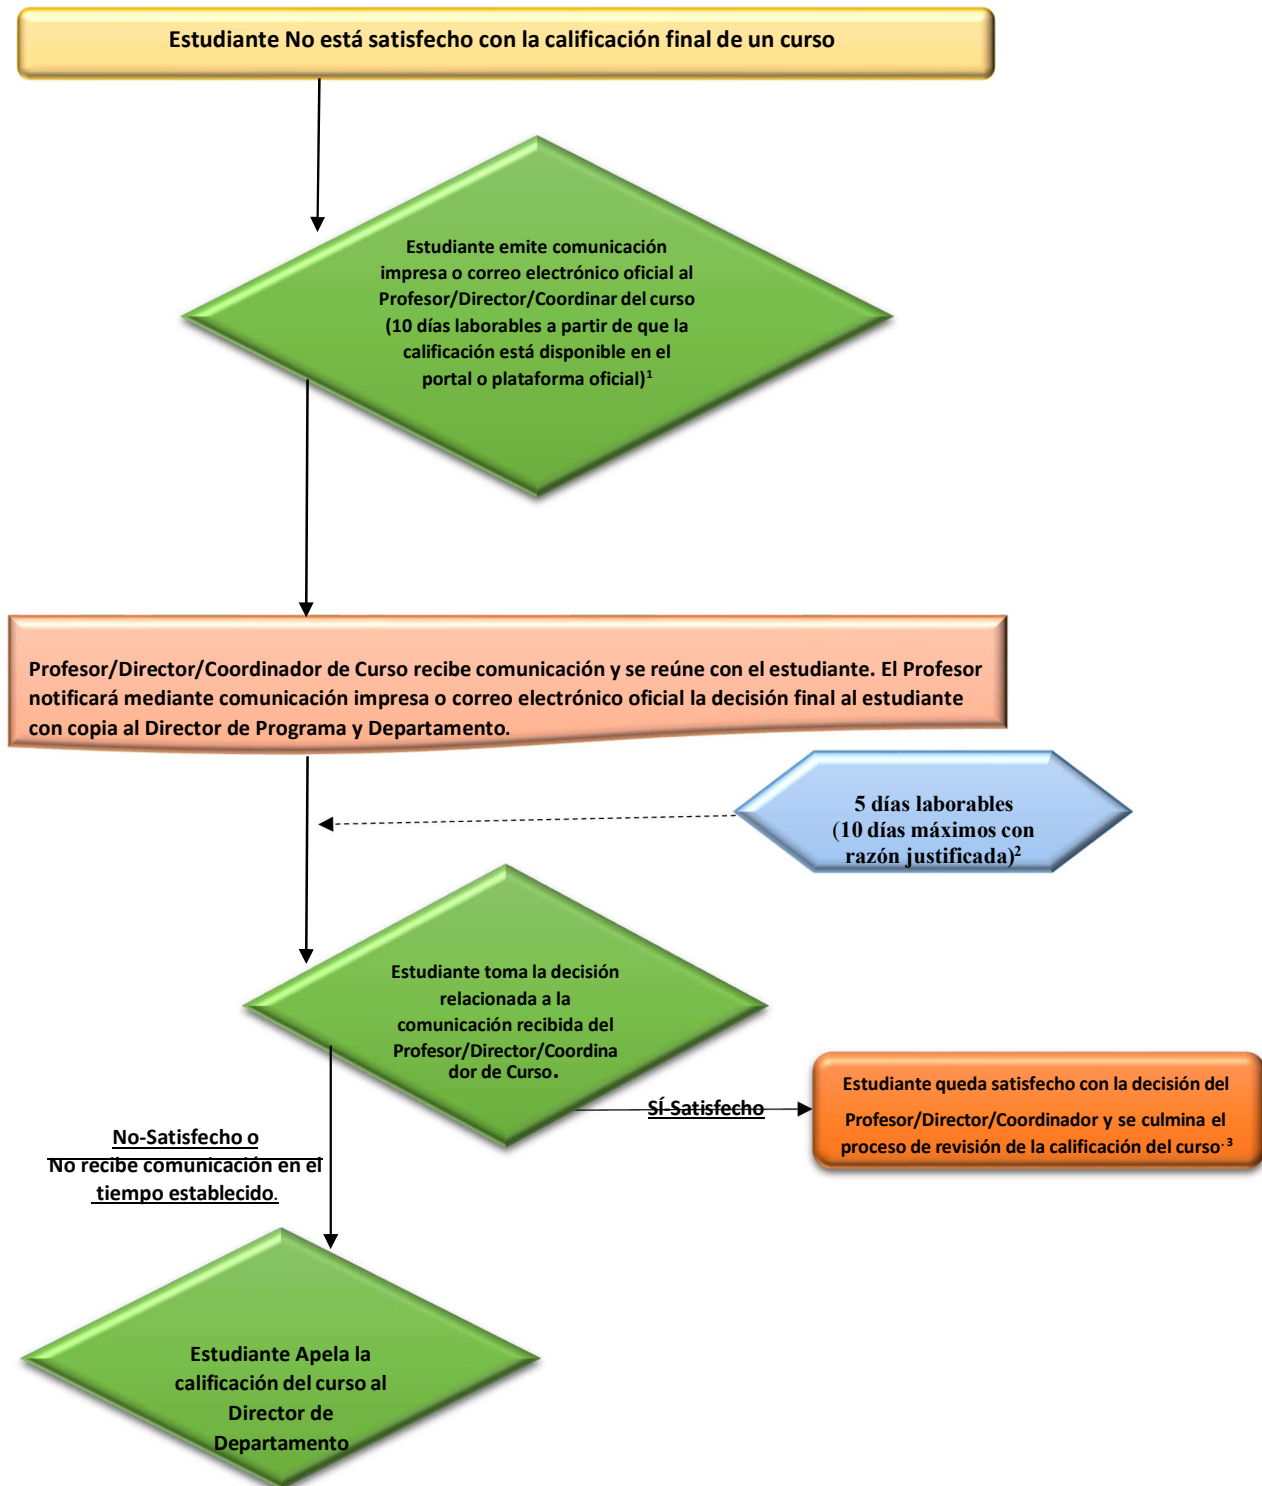 Estudiante No está satisfecho con la calificación final de un curso
Estudiante emite comunicación
impresa o correo electrónico oficial al
Profesor/Director/Coordinar del curso
(10 días laborables a partir de que la
calificación está disponible en el
portal o plataforma oficial)¹
Profesor/Director/Coordinador de Curso recibe comunicación y se reúne con el estudiante. El Profesor
notificará mediante comunicación impresa o correo electrónico oficial la decisión final al estudiante
con copia al Director de Programa y Departamento.
5 días laborables
(10 días máximos con
razón justificada)²
Estudiante toma la decisión
relacionada a la
comunicación recibida del
Profesor/Director/Coordina
dor de Curso.
SÍ-Satisfecho
Estudiante queda satisfecho con la decisión del
Profesor/Director/Coordinador y se culmina el
proceso de revisión de la calificación del curso.³
No-Satisfecho o
No recibe comunicación en el
tiempo establecido.
Estudiante Apela la
calificación del curso al
Director de
Departamento